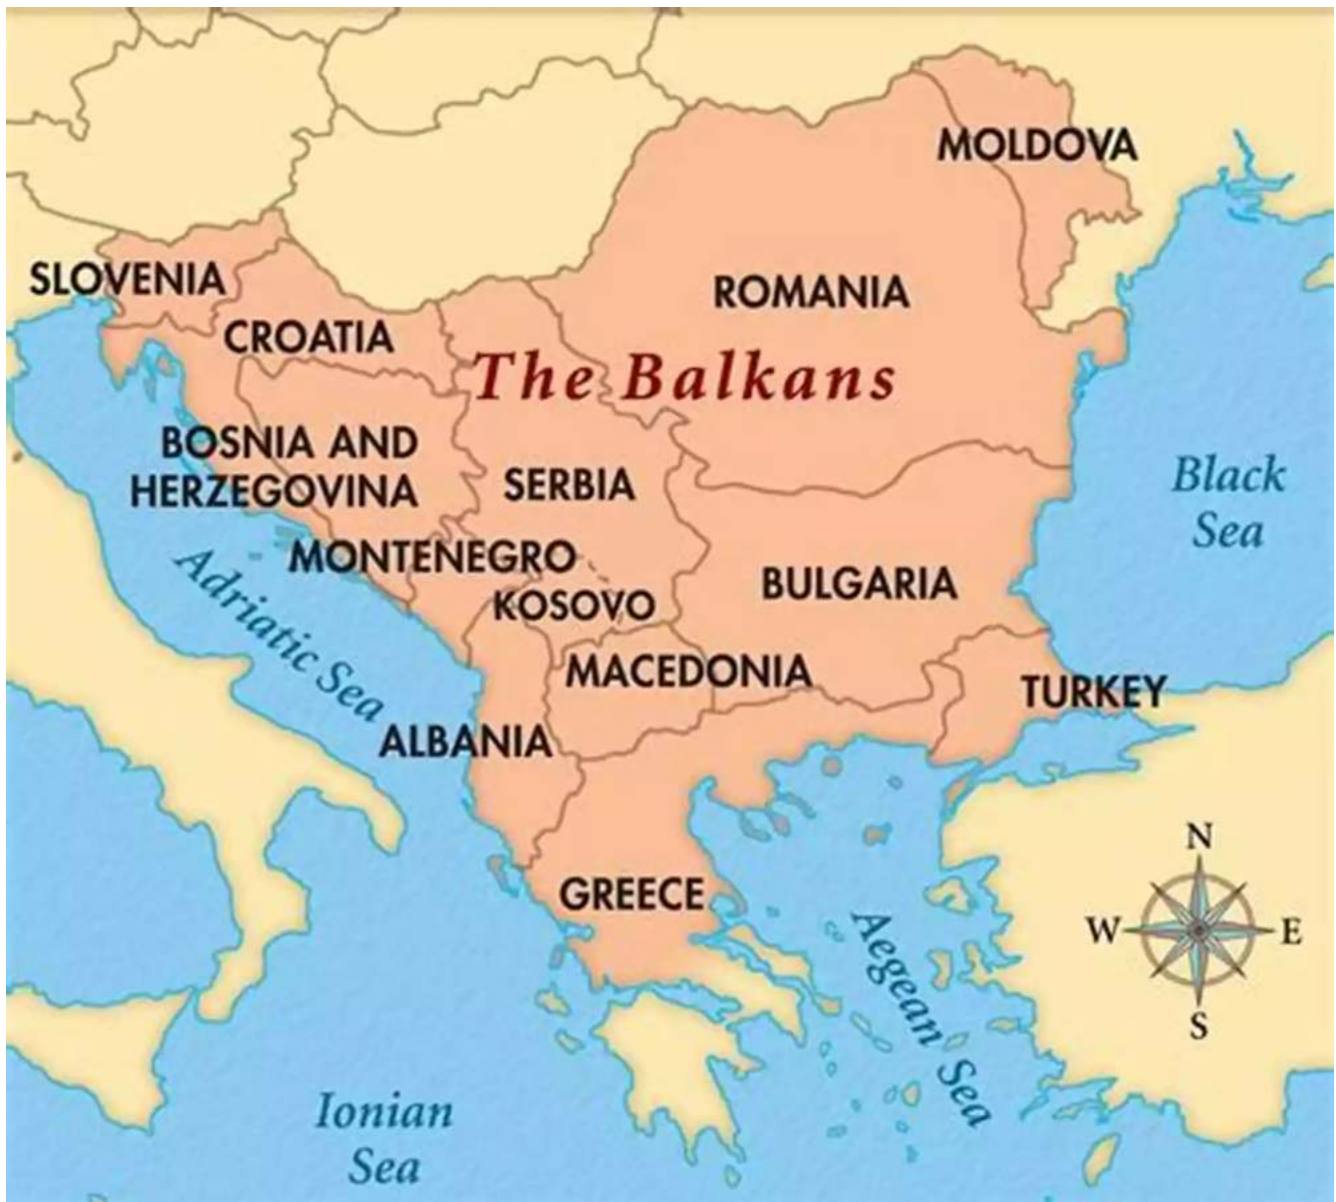 MOLDOVA
SLOVENIA
ROMANIA
CROATIA
The Balkans
BOSNIA AND
HERZEGOVINA
SERBIA
Black
Sea
MONTENEGRO
KOSOVO
BULGARIA
Adriatic Sea
MACEDONIA
TURKEY
ALBANIA
GREECE
N
W
E
S
Aegean Sea
Ionian
Sea